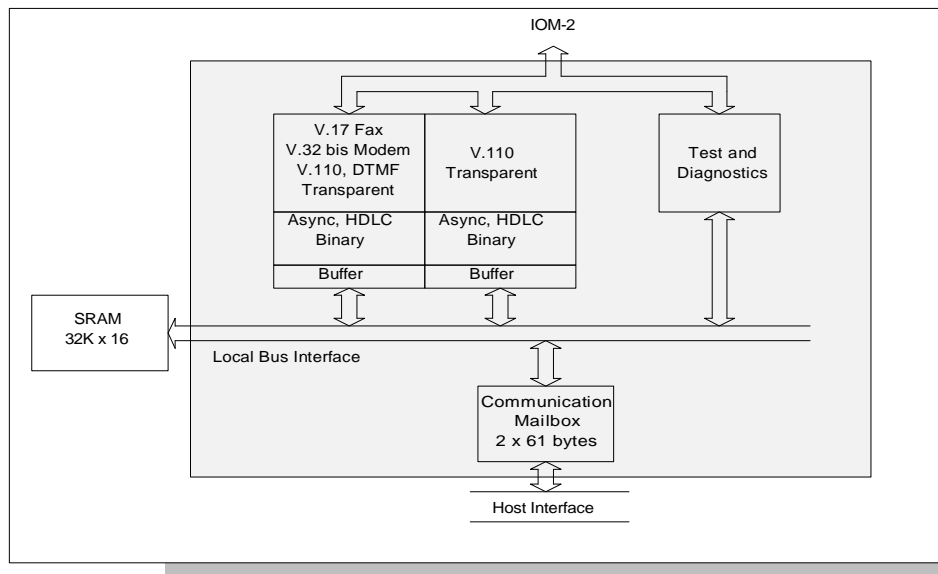 IOM-2
V.17 Fax
V.32 bis Modem
V.110, DTMF
Transparent
Async, HDLC
Binary
Buffer
V.110
Transparent
Async, HDLC
Binary
Buffer
Test and
Diagnostics
SRAM
32K x 16
Local Bus Interface
Communication
Mailbox
2 x 61 bytes
Host Interface